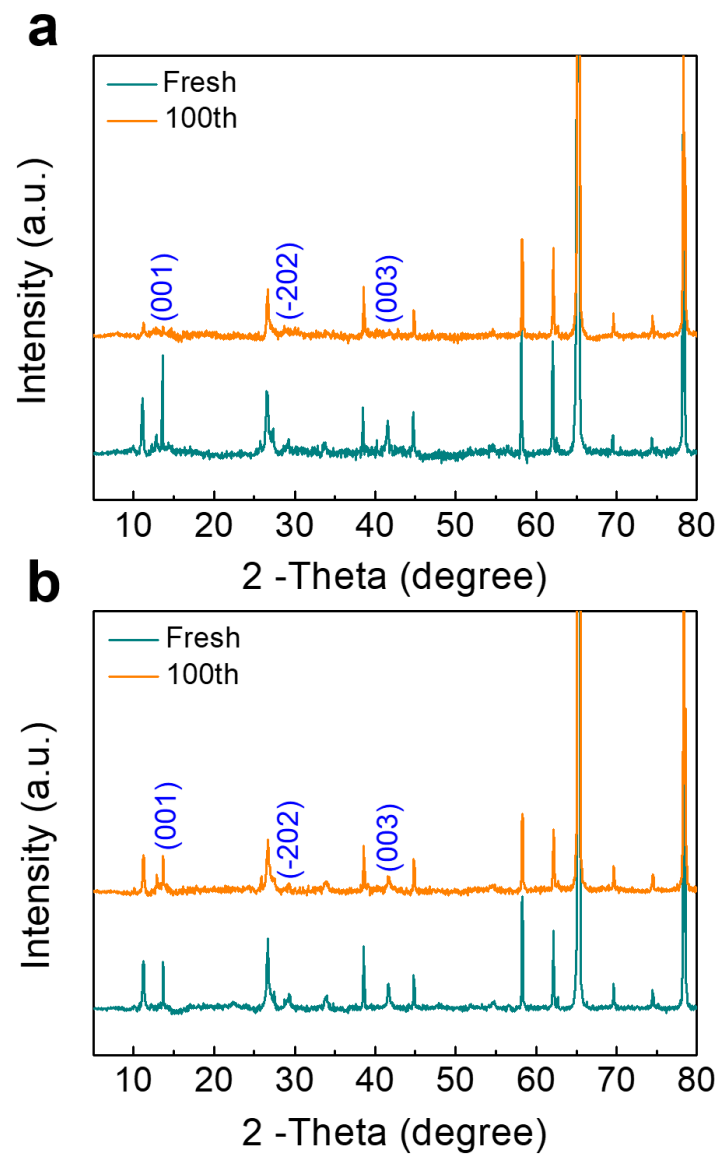 a
Fresh
100th
(001)
(-202)
(003)
Intensity (a.u.)
10 20 30 40 50 60 70 80
2 -Theta (degree)
b
Fresh
100th
(001)
(-202)
(003)
Intensity (a.u.)
10 20 30 40 50 60 70 80
2 -Theta (degree)